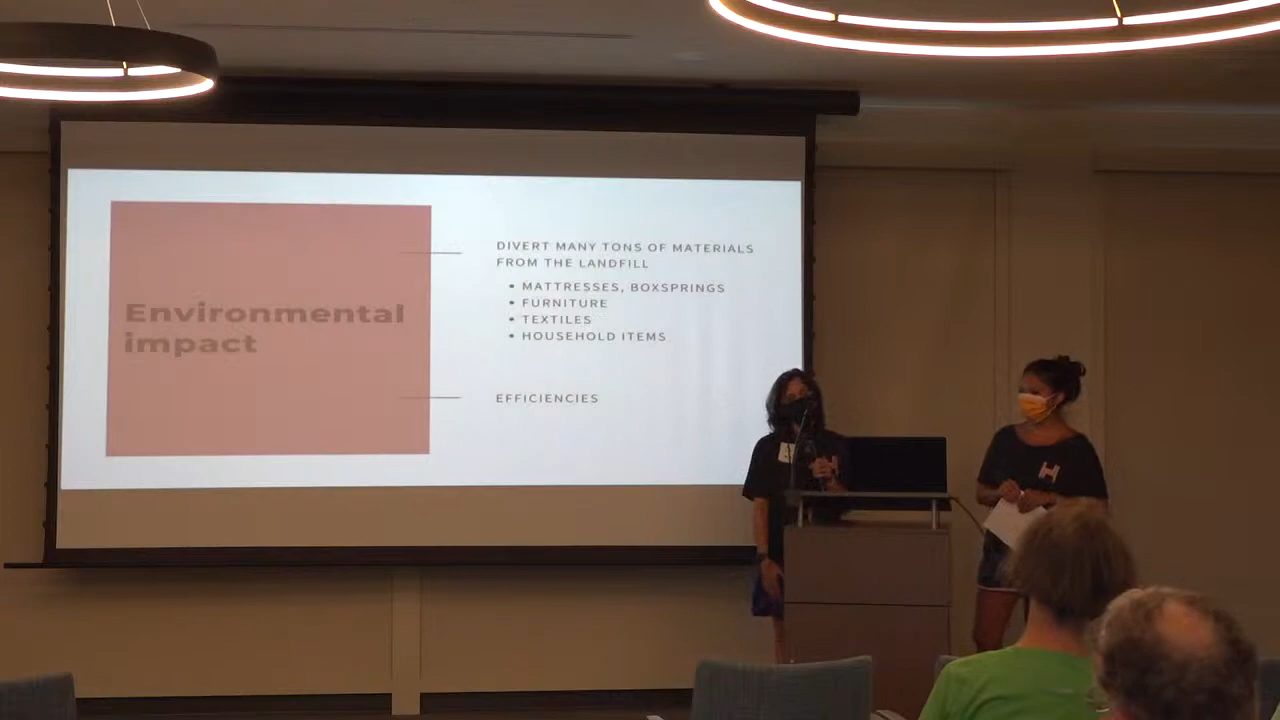 Environmental
impact
DIVERT MANY TONS OF MATERIALS
FROM THE LANDFILL
• MATTRESSES, BOXSPRINGS
• FURNITURE
• TEXTILES
• HOUSEHOLD ITEMS
EFFICIENCIES
H
H